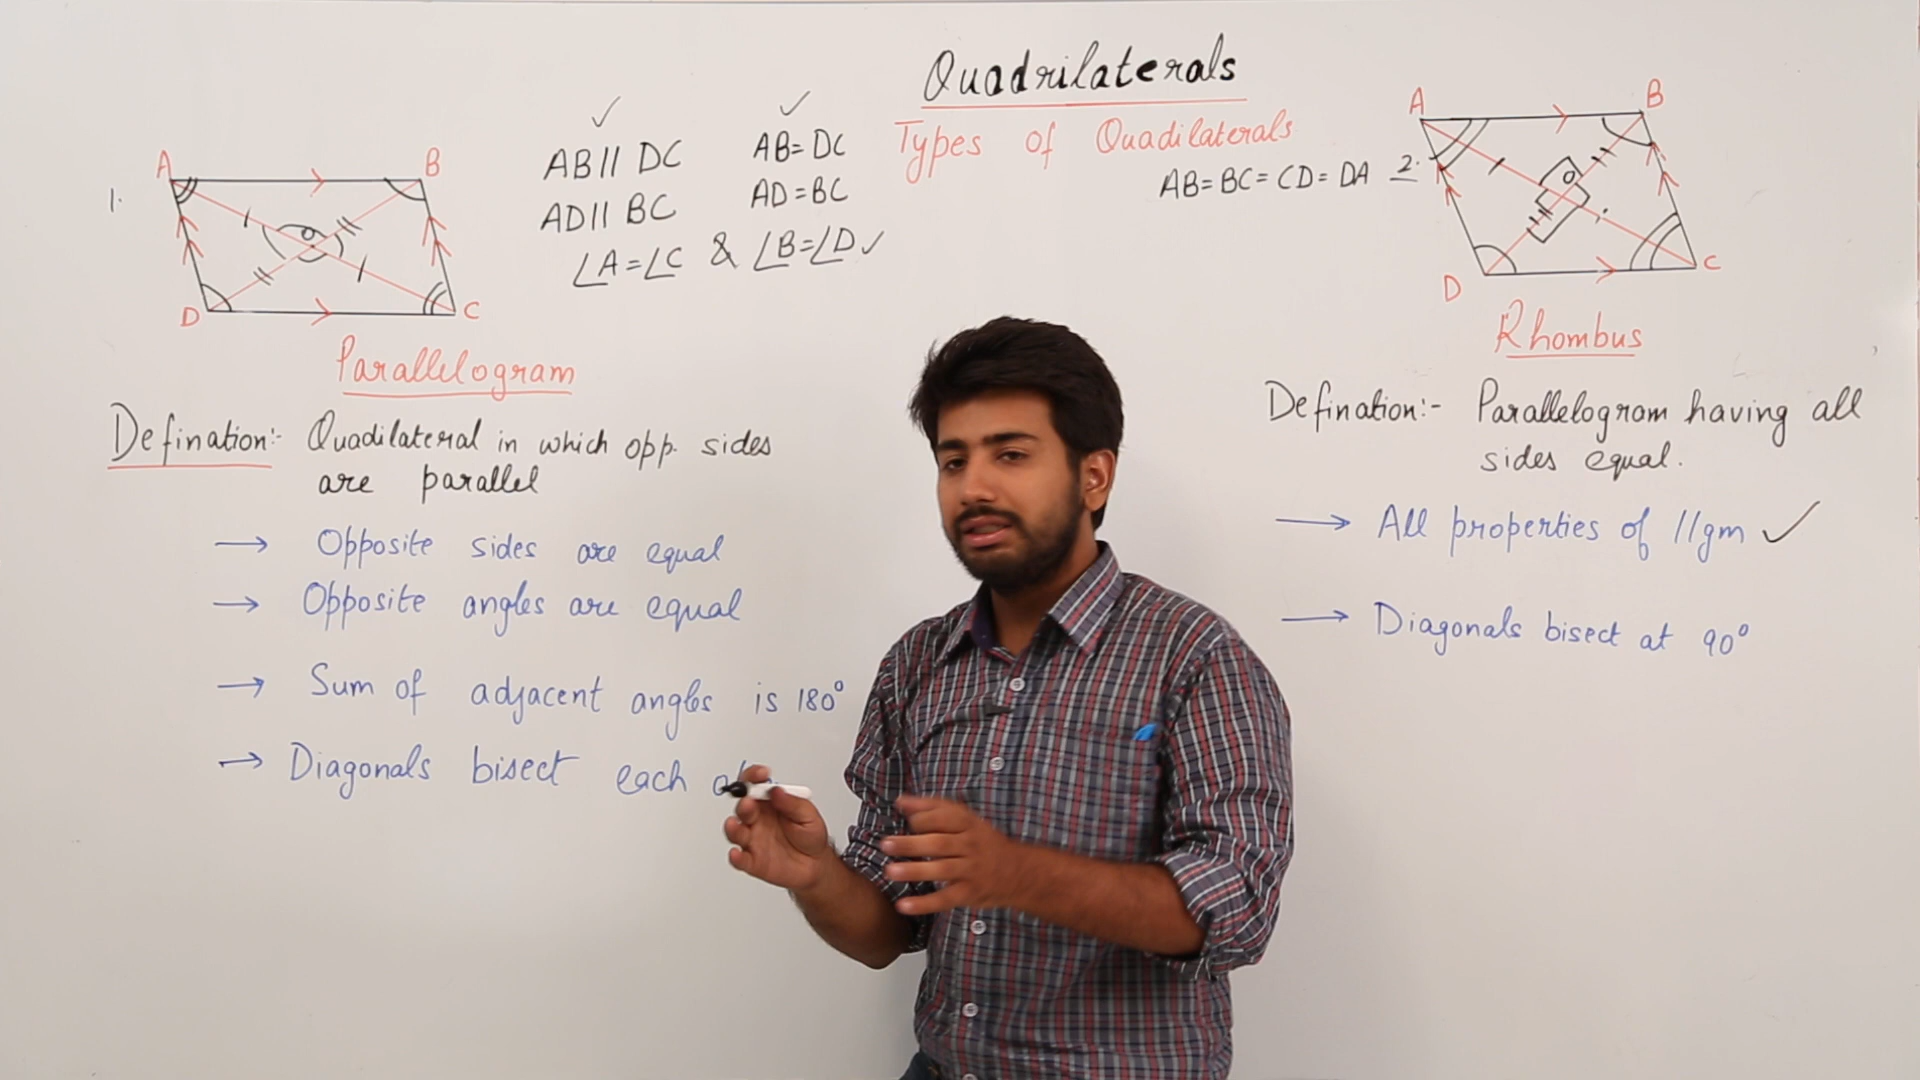 Quadrilaterals
Types of Quadilaterals
1.
A
B
O
D
C
AB || DC
AB = DC
AD || BC
AD = BC
∠A = ∠C & ∠B = ∠D ✓
Parallelogram
Defination:- Quadilateral in which opp. sides
are parallel
→ Opposite sides are equal
→ Opposite angles are equal
→ Sum of adjacent angles is 180°
→ Diagonals bisect each
AB = BC = CD = DA
2.
A
B
O
D
C
Rhombus
Defination:- Parallelogram having all
sides equal.
→ All properties of ||gm ✓
→ Diagonals bisect at 90°